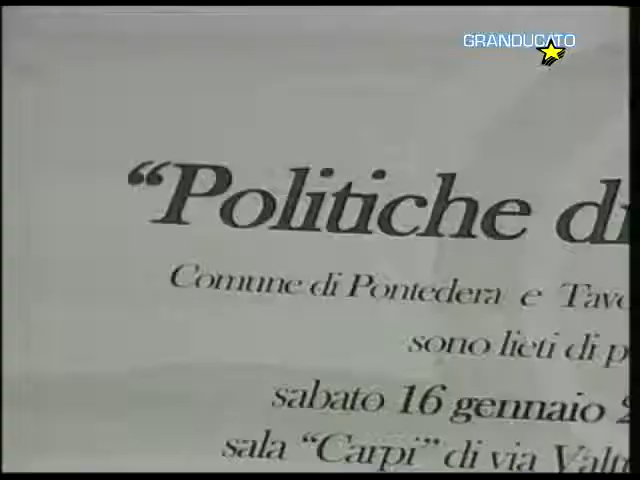 GRANDUCATO
"Politiche di
Comune di Pontedera e
sono lieti di
sabato 16 gennaio
sala "Carpi" di via